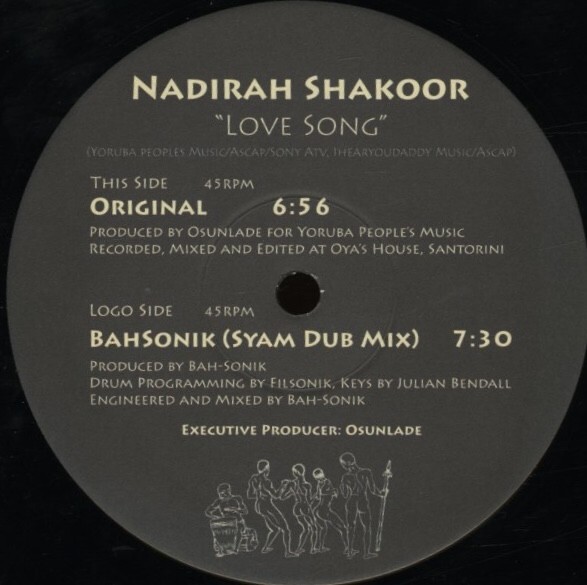 NADIRAH SHAKOOR
"LOVE SONG"
(YORUBA PEOPLES MUSIC/ASCAP/SONY ATV, IHEARYOUDADDY MUSIC/ASCAP)
THIS SIDE 45RPM
ORIGINAL 6:56
PRODUCED BY OSUNLADE FOR YORUBA PEOPLE'S MUSIC
RECORDED, MIXED AND EDITED AT OYA'S HOUSE, SANTORINI
LOGO SIDE 45RPM
BAHSONIK (SYAM DUB MIX) 7:30
PRODUCED BY BAH-SONIK
DRUM PROGRAMMING BY FILSONIK, KEYS BY JULIAN BENDALL
ENGINEERED AND MIXED BY BAH-SONIK
EXECUTIVE PRODUCER: OSUNLADE